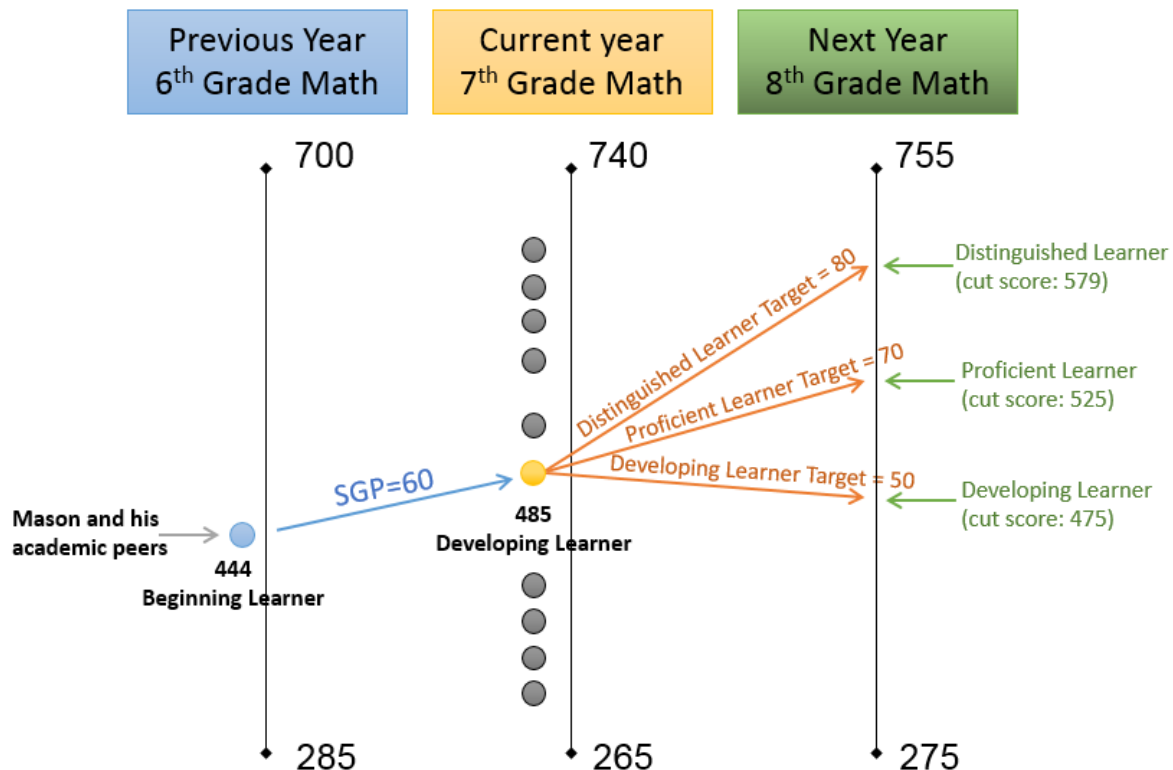 Previous Year
6th Grade Math
Current year
7th Grade Math
Next Year
8th Grade Math
700
740
755
Distinguished Learner Target = 80
Distinguished Learner
(cut score: 579)
Proficient Learner Target = 70
Proficient Learner
(cut score: 525)
Developing Learner Target = 50
Developing Learner
(cut score: 475)
SGP=60
485
Developing Learner
Mason and his
academic peers
444
Beginning Learner
285
265
275